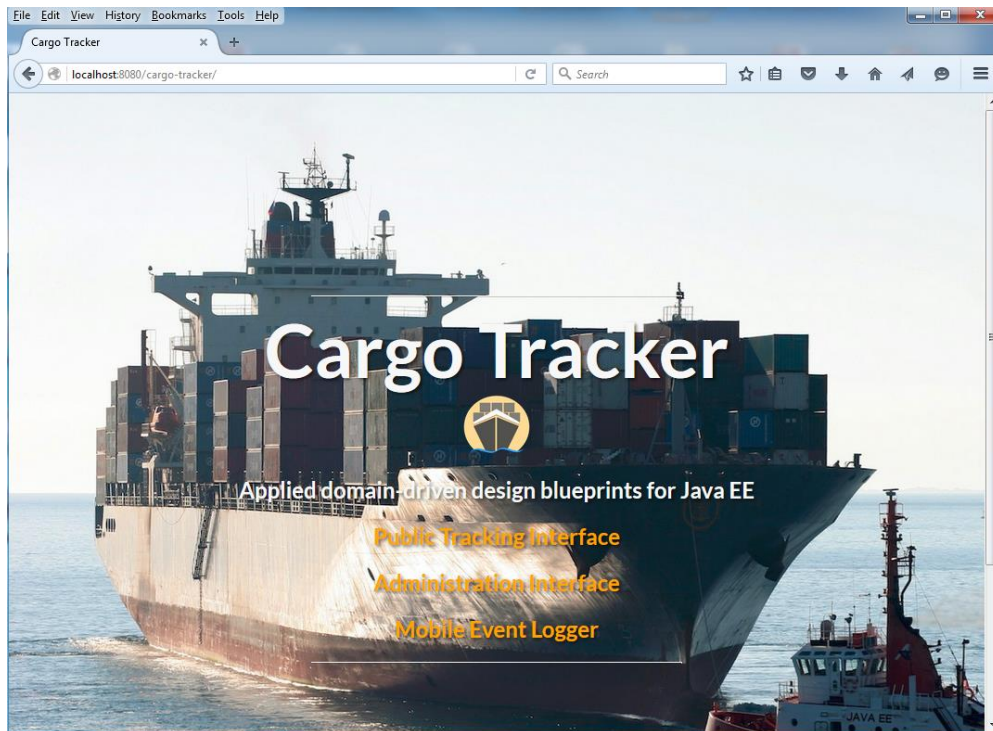 File Edit View History Bookmarks Tools Help
Cargo Tracker
localhost:8080/cargo-tracker/
Search
Cargo Tracker
Applied domain-driven design blueprints for Java EE
Public Tracking Interface
Administration Interface
Mobile Event Logger
JAVA EE